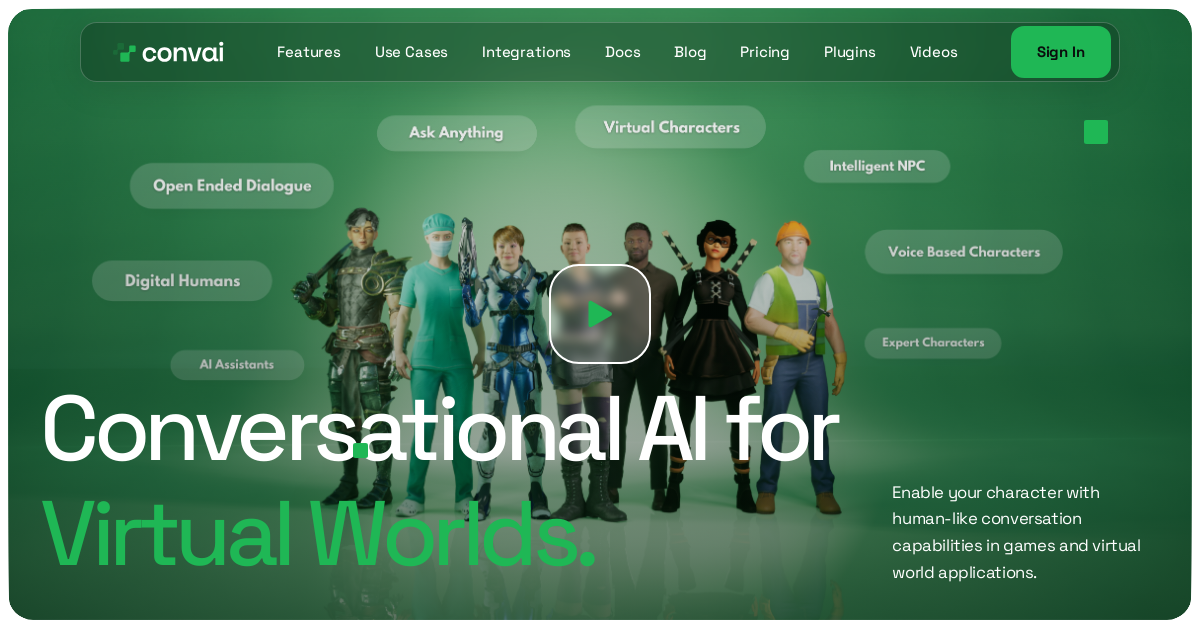 convai
Features
Use Cases
Integrations
Docs
Blog
Pricing
Plugins
Videos
Sign In
Ask Anything
Virtual Characters
Intelligent NPC
Open Ended Dialogue
Voice Based Characters
Digital Humans
Expert Characters
AI Assistants
Conversational AI for
Virtual Worlds.
Enable your character with
human-like conversation
capabilities in games and virtual
world applications.